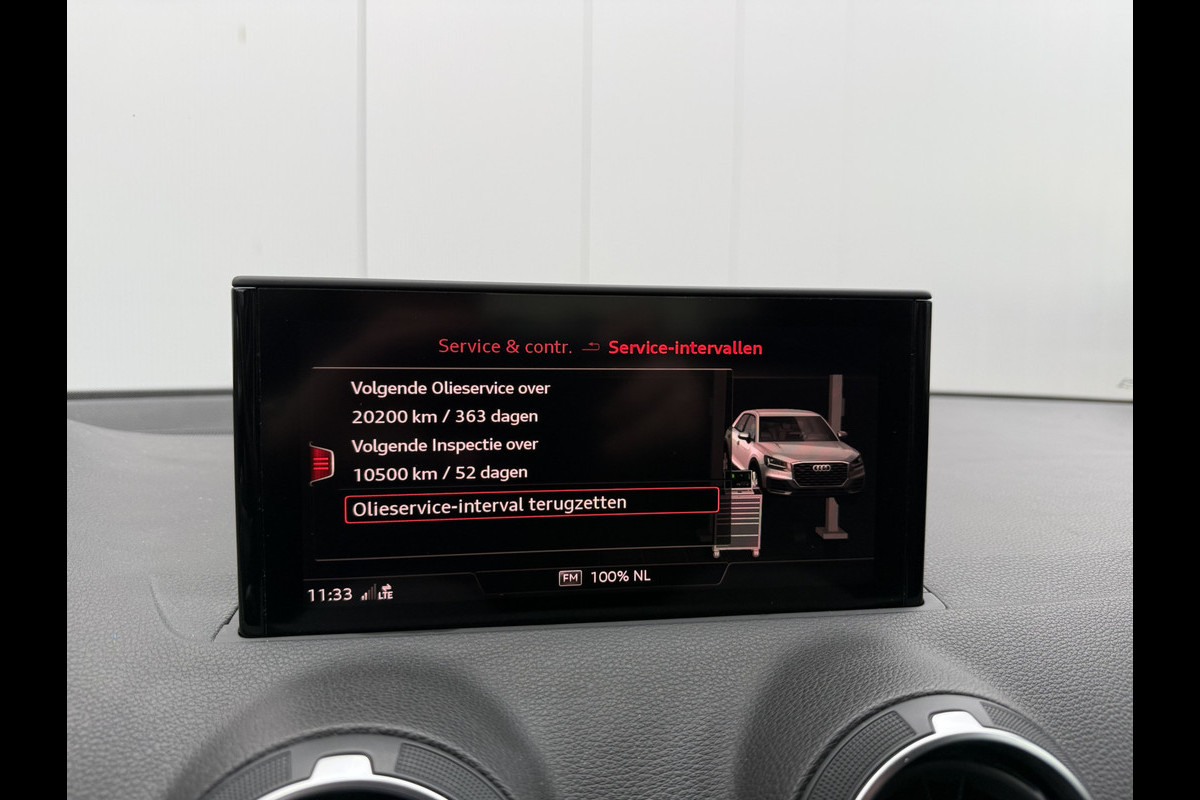 Service & contr. Service-intervallen
Volgende Olieservice over
20200 km / 363 dagen
Volgende Inspectie over
10500 km / 52 dagen
Olieservice-interval terugzetten
FM 100% NL
11:33 LTE